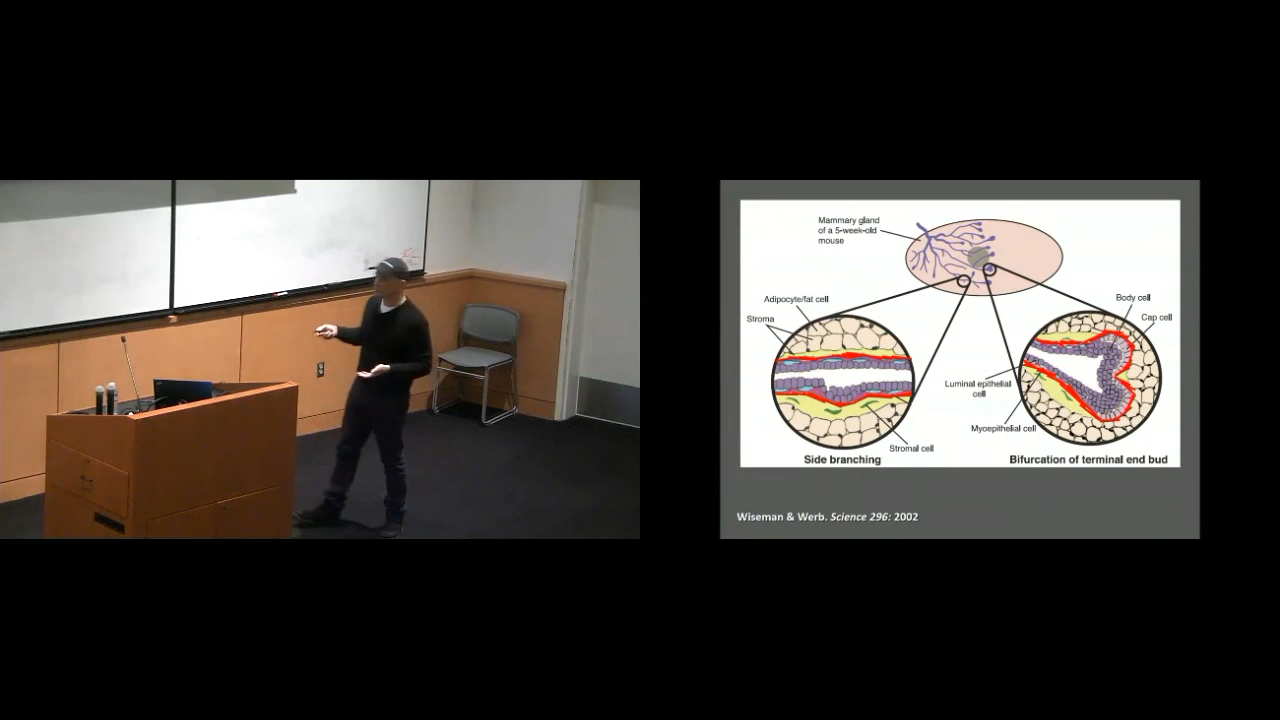 Mammary gland
of a 5-week-old
mouse
Adipocyte/fat cell
Stroma
Body cell
Cap cell
Luminal epithelial
cell
Myoepithelial cell
Stromal cell
Side branching
Bifurcation of terminal end bud
Wiseman & Werb. Science 296: 2002